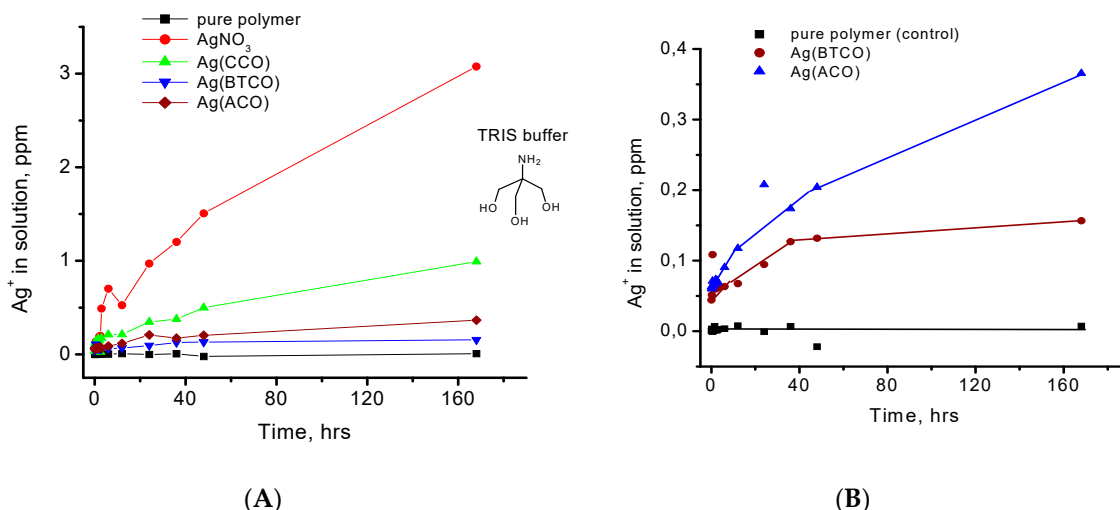 pure polymer
AgNO3
Ag(CCO)
Ag(BTCO)
Ag(ACO)
3
2
1
0
Ag+ in solution, ppm
0 40 80 120 160
Time, hrs
TRIS buffer
NH2
HO
OH
OH
(A)
pure polymer (control)
Ag(BTCO)
Ag(ACO)
0,4
0,3
0,2
0,1
0,0
Ag+ in solution, ppm
0 40 80 120 160
Time, hrs
(B)